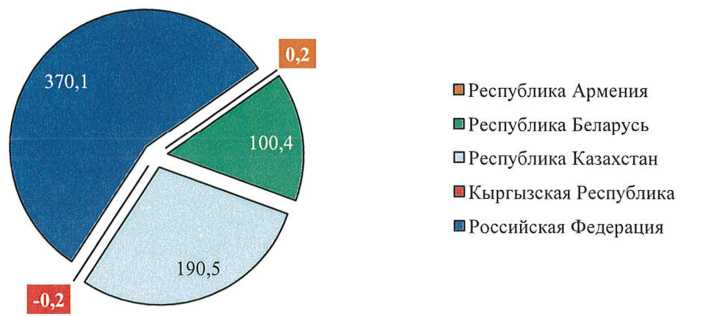 370,1
0,2
100,4
190,5
-0,2
Республика Армения
Республика Беларусь
Республика Казахстан
Кыргызская Республика
Российская Федерация